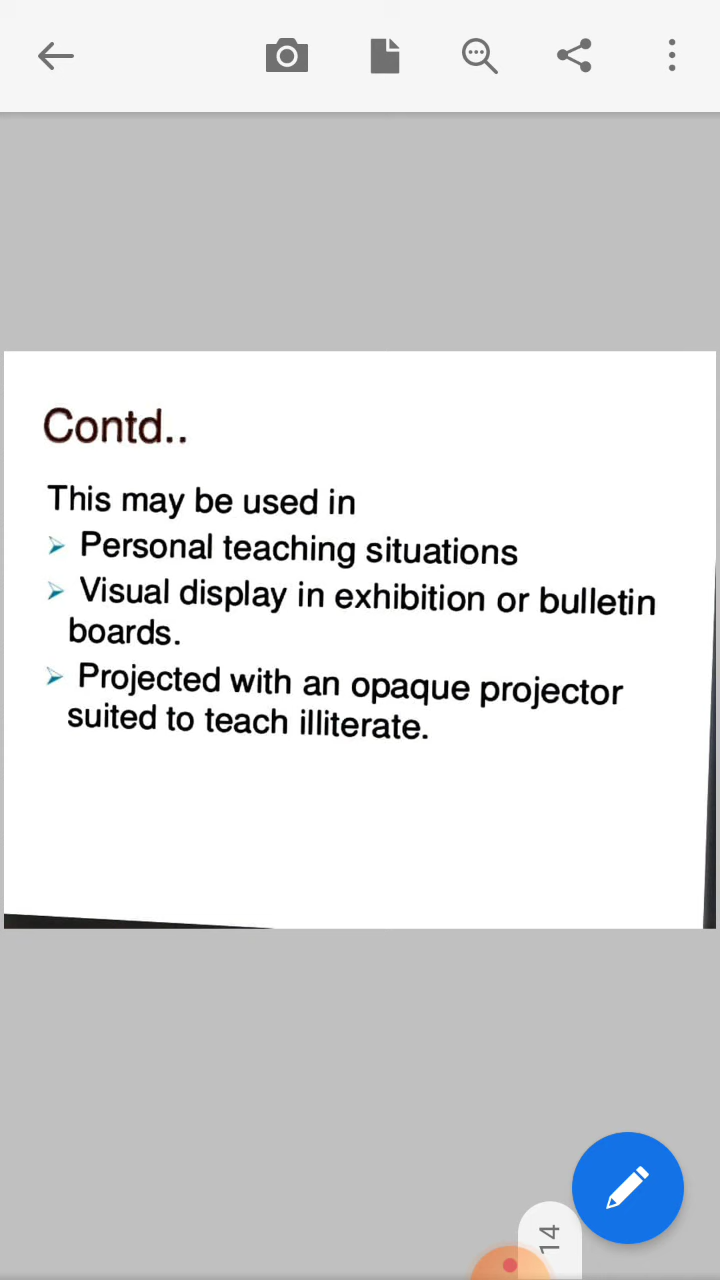 Contd..
This may be used in
Personal teaching situations
Visual display in exhibition or bulletin
boards.
Projected with an opaque projector
suited to teach illiterate.
14